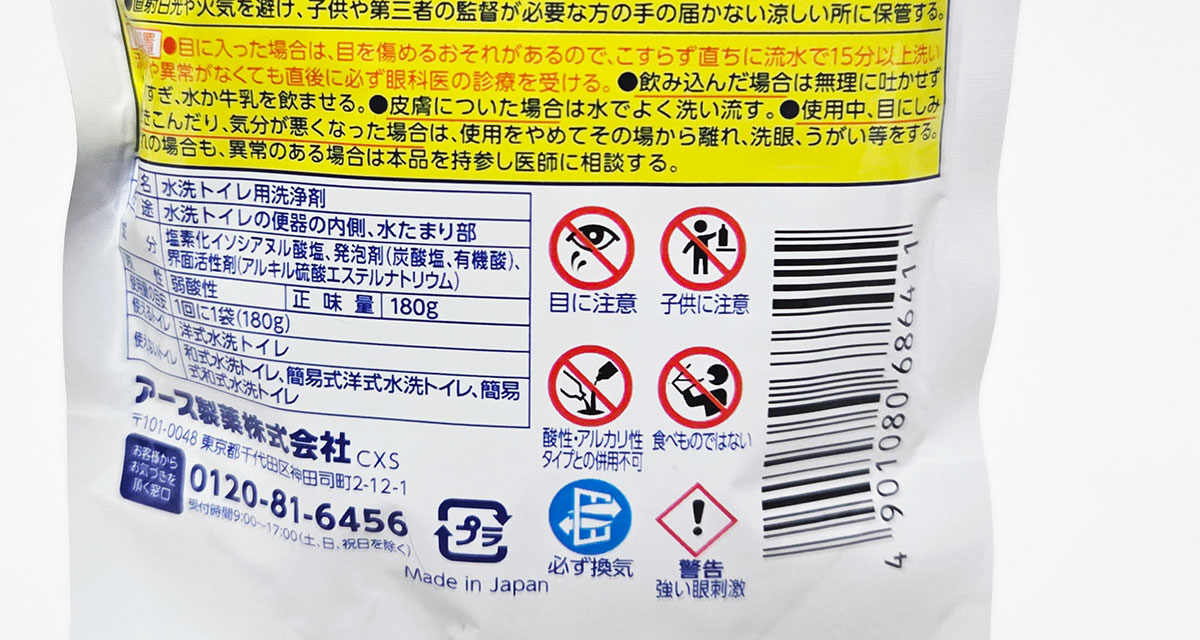 ●直射日光や火気を避け、子供や第三者の監督が必要な方の手の届かない涼しい所に保管する。
置 ●目に入った場合は、目を傷めるおそれがあるので、こすらず直ちに流水で15分以上洗い
や異常がなくても直後に必ず眼科医の診療を受ける。●飲み込んだ場合は無理に吐かせず
すぎ、水か牛乳を飲ませる。●皮膚についた場合は水でよく洗い流す。●使用中、目にしみ
きこんだり、気分が悪くなった場合は、使用をやめてその場から離れ、洗眼、うがい等をする。
れの場合も、異常のある場合は本品を持参し医師に相談する。
名 水洗トイレ用洗浄剤
途 水洗トイレの便器の内側、水たまり部
分 塩素化イソシアヌル酸塩、発泡剤(炭酸塩、有機酸)、
界面活性剤(アルキル硫酸エステルナトリウム)
性 弱酸性 正味量 180g
使用量の目安 1回に1袋(180g)
使えるトイレ 洋式水洗トイレ
使えないトイレ 和式水洗トイレ、簡易式洋式水洗トイレ、簡易
式和式水洗トイレ
アース製薬株式会社 CXS
〒101-0048 東京都千代田区神田司町2-12-1
お客様から
お気づきを
頂く窓口
0120-81-6456
受付時間9:00~17:00(土、日、祝日を除く)
プラ
Made in Japan
目に注意
子供に注意
酸性・アルカリ性
タイプとの併用不可
食べものではない
必ず換気
警告
強い眼刺激
4 901080 686411